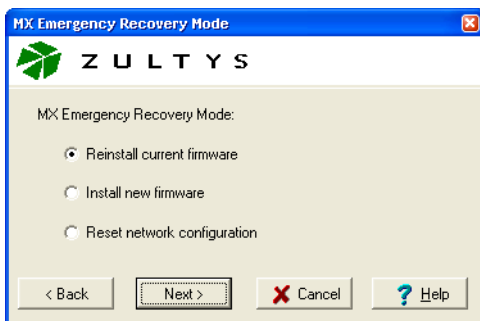 MX Emergency Recovery Mode
Z U L T Y S
MX Emergency Recovery Mode:
Reinstall current firmware
Install new firmware
Reset network configuration
< Back Next > Cancel ? Help